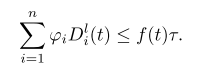 \sum_{i=1}^{n} \varphi_i D_i^l(t) \leq f(t)\tau.